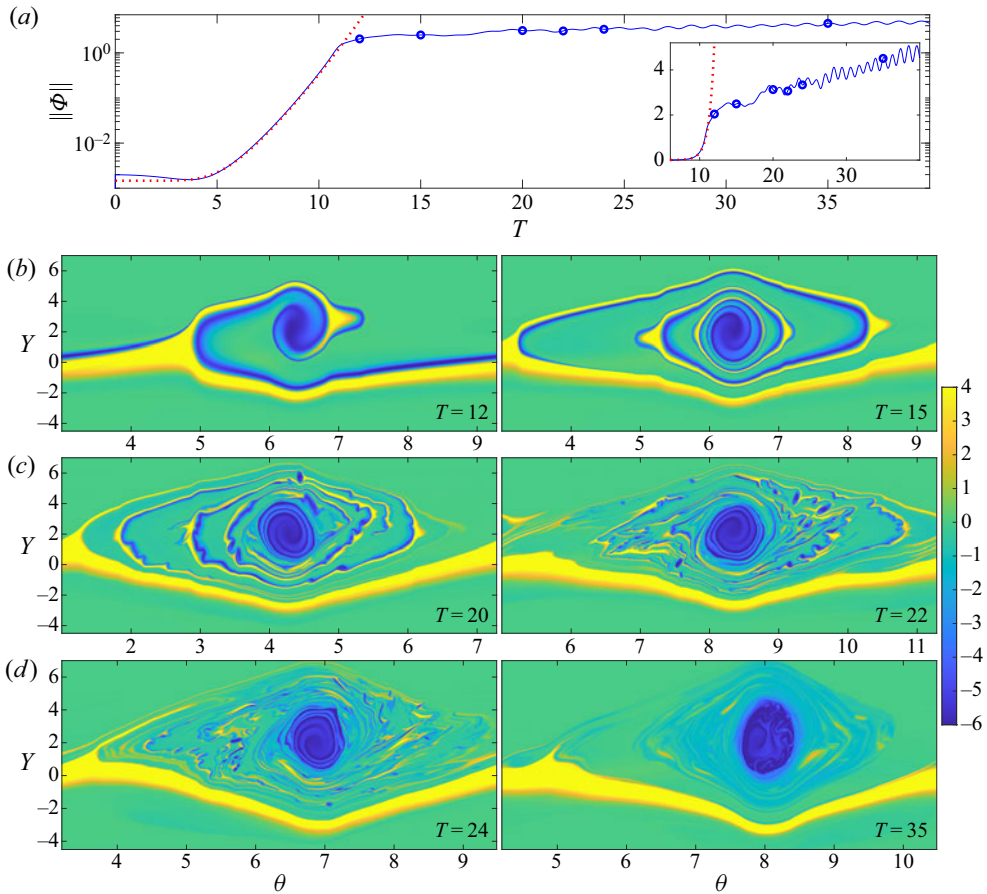 (a)
10⁰
10⁻²
||Φ||
0 5 10 15 20 25 30 35
T
4
2
0
10 20 30
(b)
6
4
Y 2
0
−2
−4
T = 12
T = 15
4 5 6 7 8 9
4 5 6 7 8 9
(c)
6
4
Y 2
0
−2
−4
T = 20
T = 22
2 3 4 5 6 7
6 7 8 9 10 11
(d)
6
4
Y 2
0
−2
−4
T = 24
T = 35
4 5 6 7 8 9
5 6 7 8 9 10
θ
θ
4
3
2
1
0
−1
−2
−3
−4
−5
−6